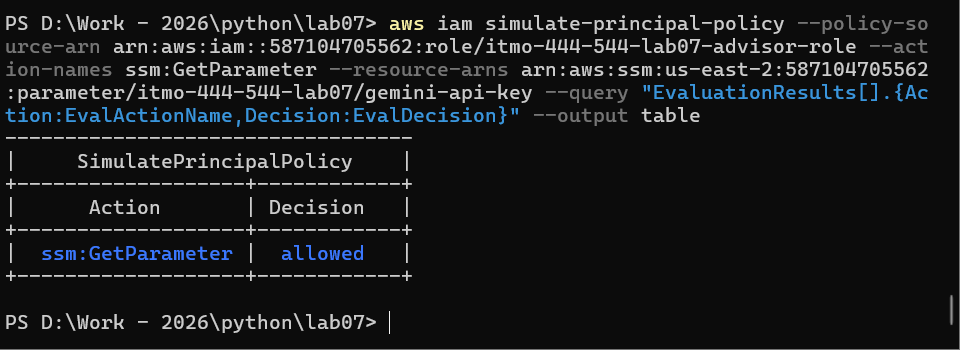 PS D:\Work - 2026\python\lab07> aws iam simulate-principal-policy --policy-so
urce-arn arn:aws:iam::587104705562:role/itmo-444-544-lab07-advisor-role --act
ion-names ssm:GetParameter --resource-arns arn:aws:ssm:us-east-2:587104705562
:parameter/itmo-444-544-lab07/gemini-api-key --query "EvaluationResults[].{Ac
tion:EvalActionName,Decision:EvalDecision}" --output table
----------------------------------
|     SimulatePrincipalPolicy    |
+-------------------+------------+
|      Action       | Decision   |
+-------------------+------------+
|  ssm:GetParameter |  allowed   |
+-------------------+------------+
PS D:\Work - 2026\python\lab07>